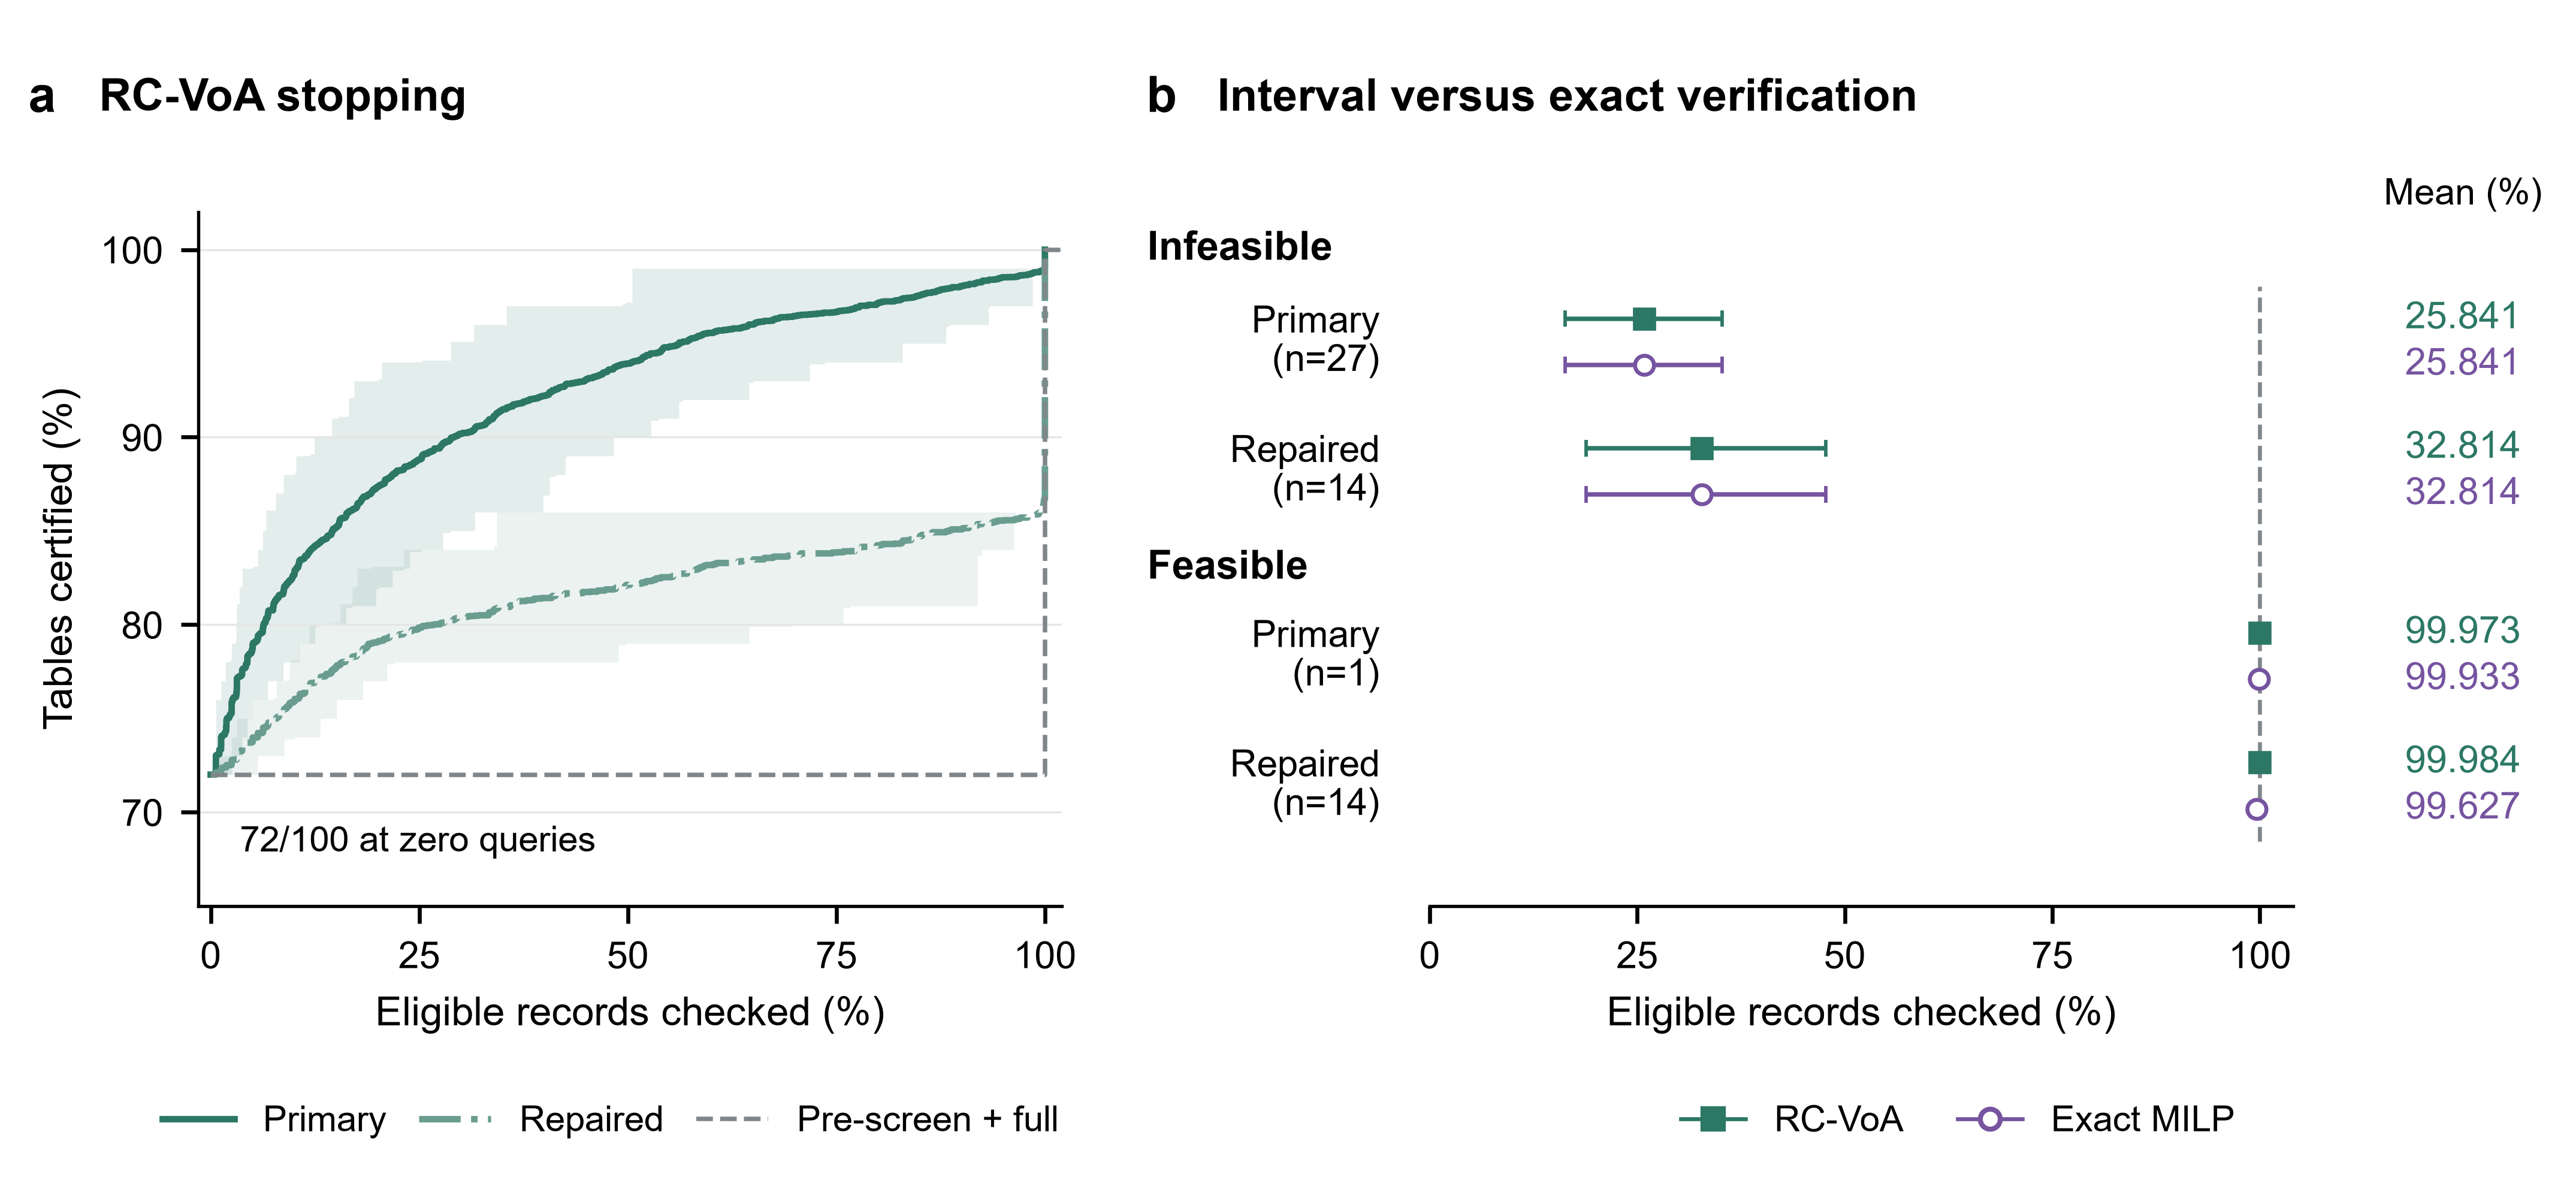 a RC-VoA stopping
Tables certified (%)
100
90
80
70
72/100 at zero queries
0 25 50 75 100
Eligible records checked (%)
Primary Repaired Pre-screen + full
b Interval versus exact verification
Mean (%)
Infeasible
Primary
(n=27)
25.841
25.841
Repaired
(n=14)
32.814
32.814
Feasible
Primary
(n=1)
99.973
99.933
Repaired
(n=14)
99.984
99.627
0 25 50 75 100
Eligible records checked (%)
RC-VoA Exact MILP